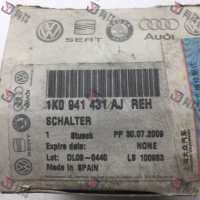 SEAT
Audi
1K0 941 431 AJ REH
SCHALTER
1 Stueck PP 30.07.2009
Expire date: NONE
Lot: DL09-0440 LS 100963
Made in SPAIN